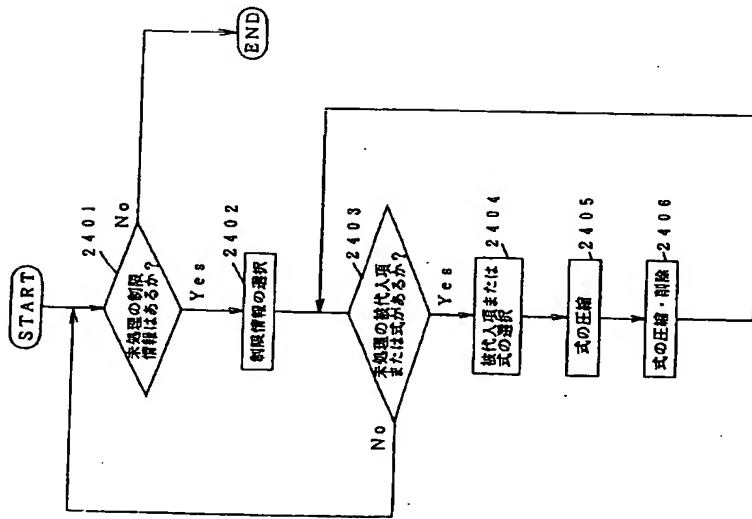 START
2401
未処理の制限
情報はあるか?
No
END
Yes
2402
制限情報の選択
2403
未処理の被代入項
または式があるか?
No
Yes
2404
被代入項または
式の選択
2405
式の圧縮
2406
式の圧縮・削除